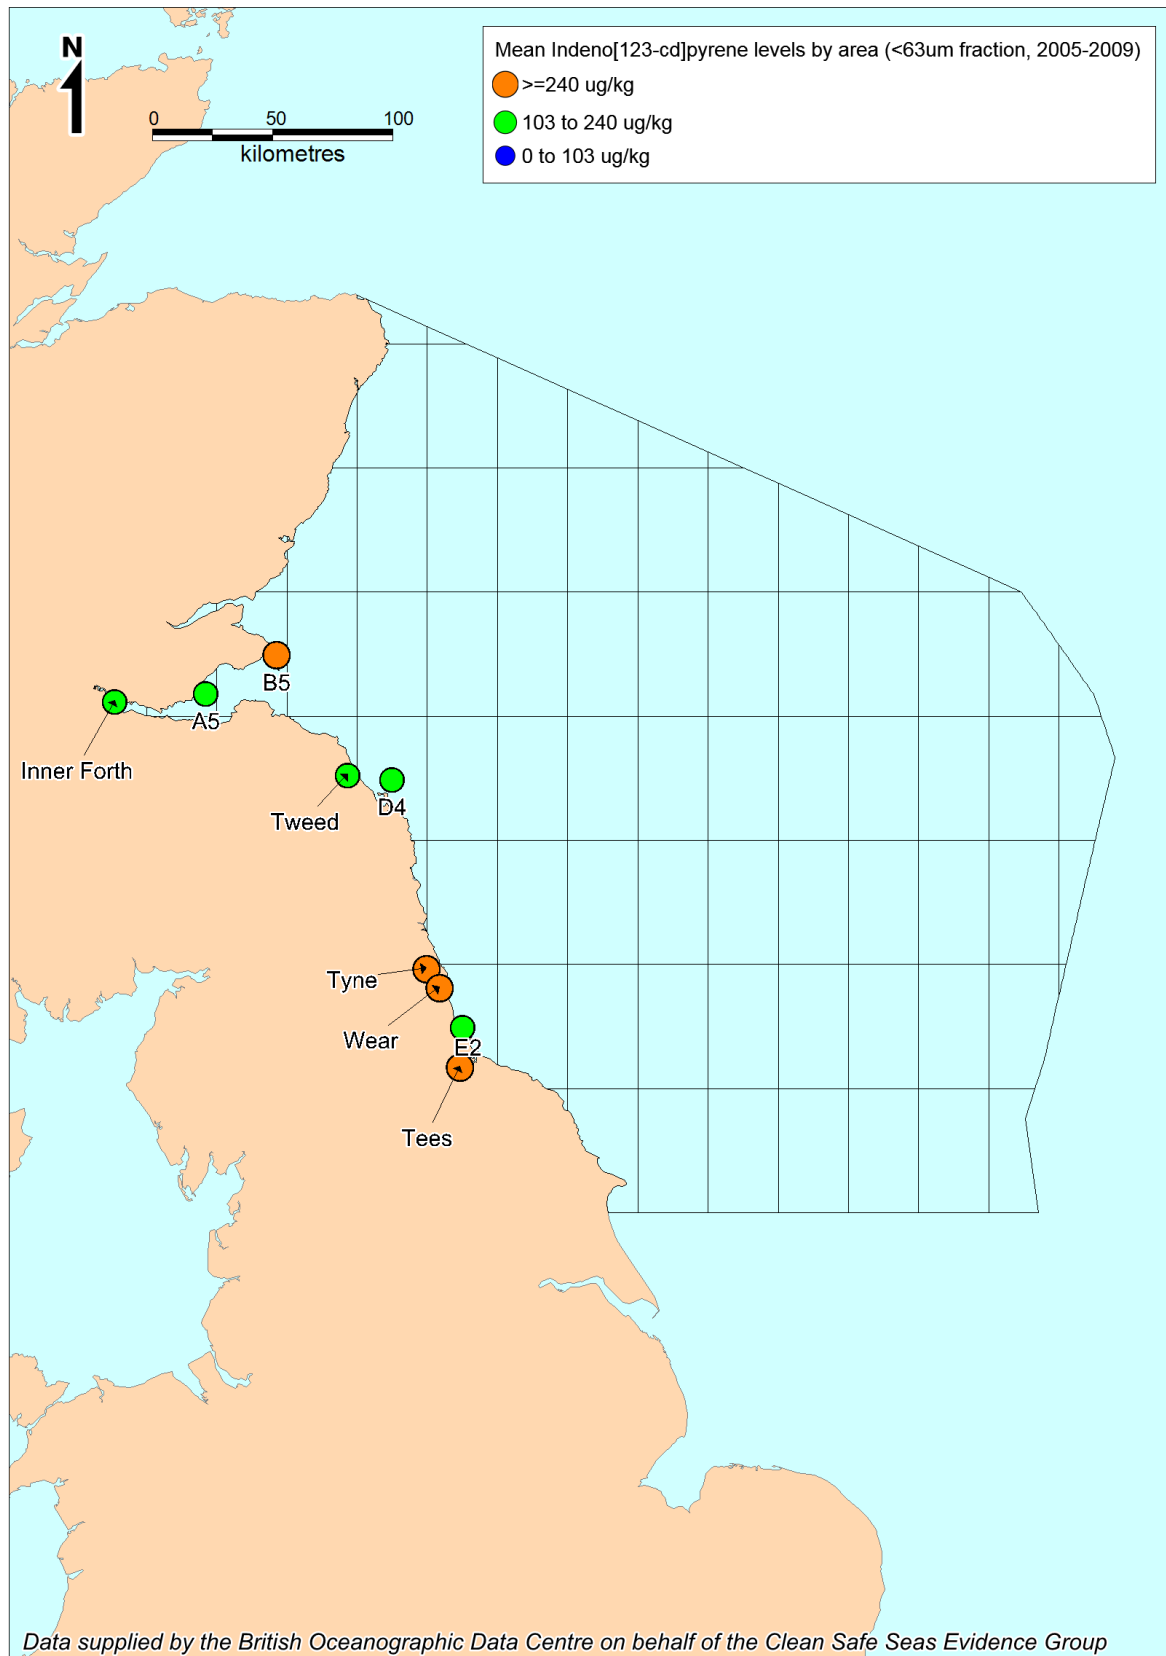 N
0 50 100
kilometres
Mean Indeno[123-cd]pyrene levels by area (<63um fraction, 2005-2009)
>=240 ug/kg
103 to 240 ug/kg
0 to 103 ug/kg
B5
A5
Inner Forth
D4
Tweed
Tyne
Wear
E2
Tees
Data supplied by the British Oceanographic Data Centre on behalf of the Clean Safe Seas Evidence Group